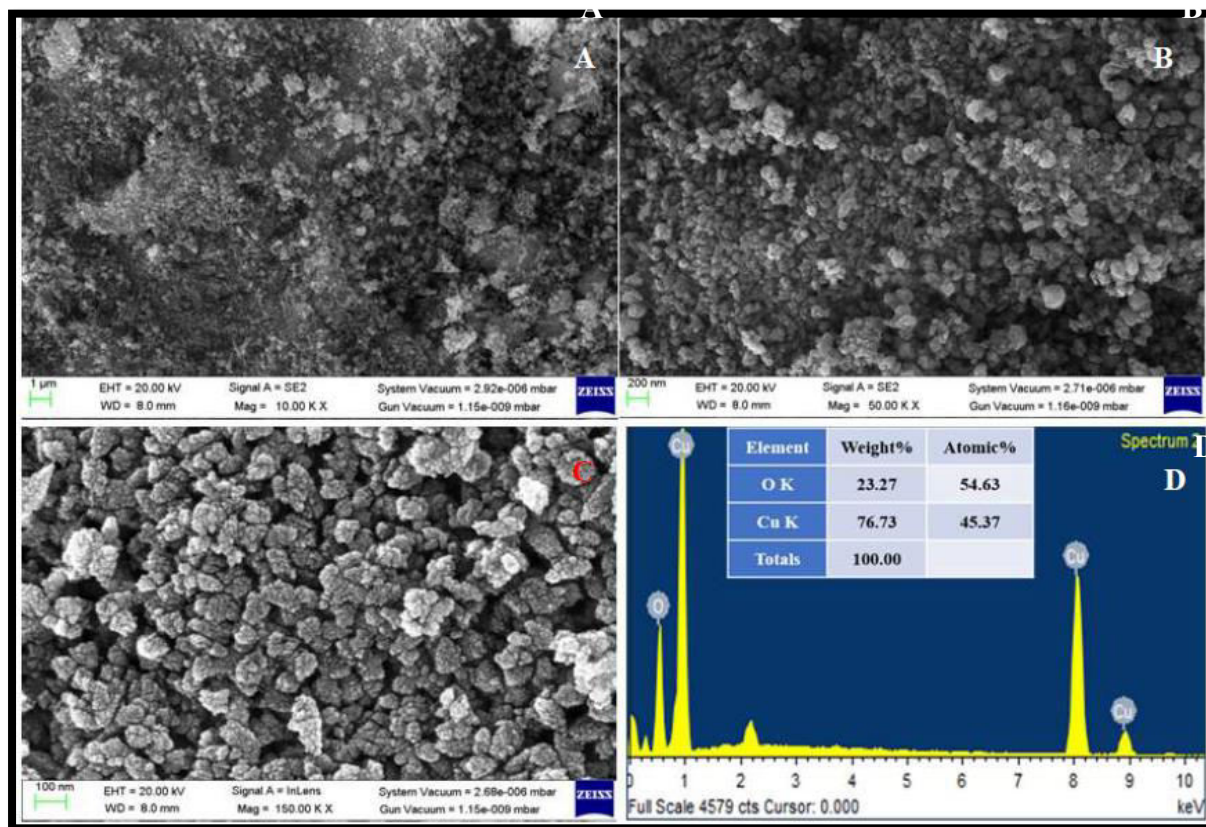 A
B
1 µm
EHT = 20.00 kV
Signal A = SE2
System Vacuum = 2.92e-006 mbar
WD = 8.0 mm
Mag = 10.00 K X
Gun Vacuum = 1.15e-009 mbar
ZEISS
200 nm
EHT = 20.00 kV
Signal A = SE2
System Vacuum = 2.71e-006 mbar
WD = 8.0 mm
Mag = 50.00 K X
Gun Vacuum = 1.16e-009 mbar
ZEISS
C
100 nm
EHT = 20.00 kV
Signal A = InLens
System Vacuum = 2.68e-006 mbar
WD = 8.0 mm
Mag = 150.00 K X
Gun Vacuum = 1.15e-009 mbar
ZEISS
Spectrum 2
D
Element Weight% Atomic%
O K 23.27 54.63
Cu K 76.73 45.37
Totals 100.00
Cu
O
Cu
Cu
0 1 2 3 4 5 6 7 8 9 10
Full Scale 4579 cts Cursor: 0.000
keV